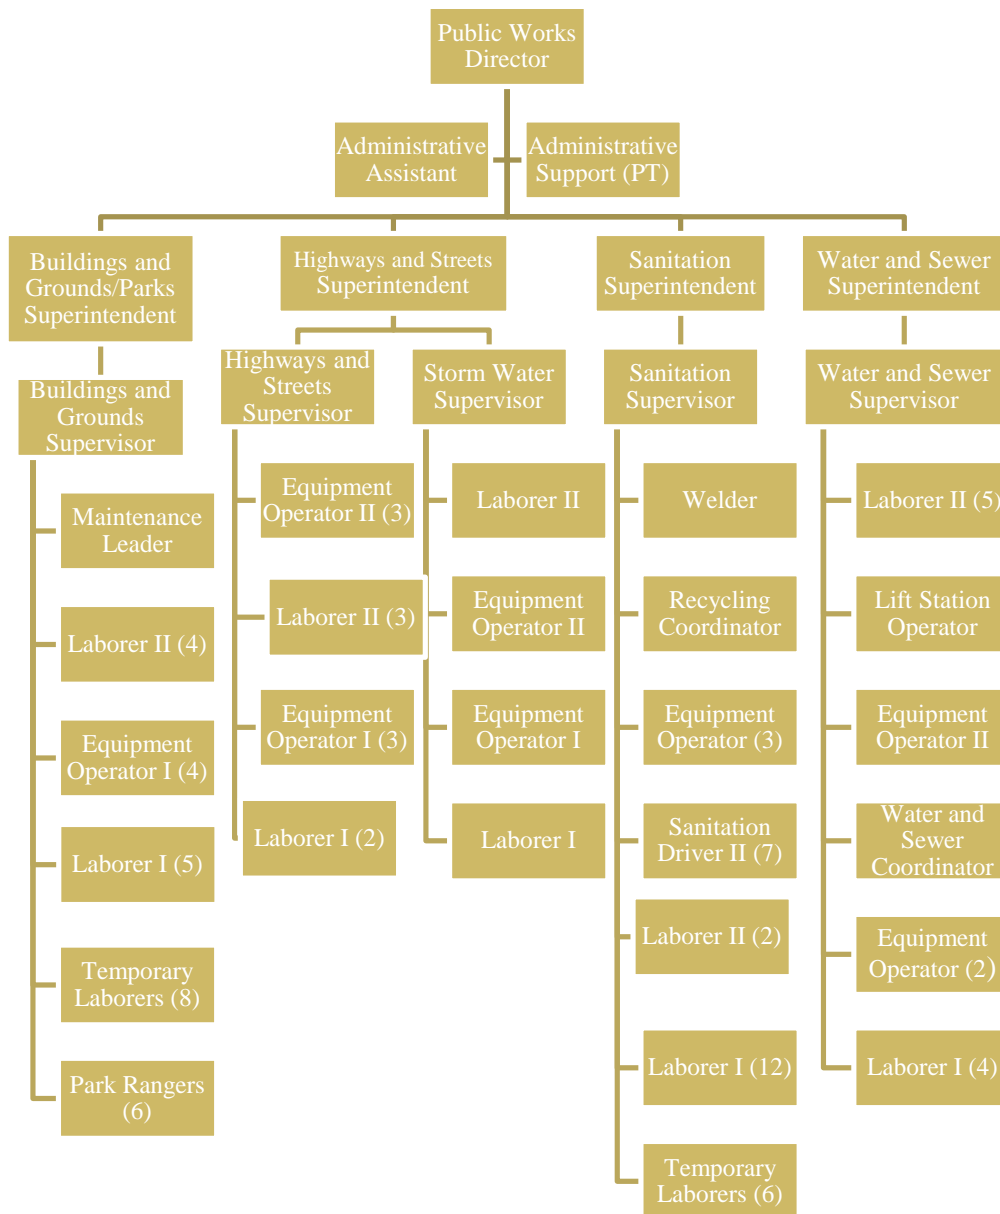 Public Works
Director
Administrative
Assistant
Administrative
Support (PT)
Buildings and
Grounds/Parks
Superintendent
Highways and Streets
Superintendent
Sanitation
Superintendent
Water and Sewer
Superintendent
Buildings and
Grounds
Supervisor
Highways and
Streets
Supervisor
Storm Water
Supervisor
Sanitation
Supervisor
Water and Sewer
Supervisor
Maintenance
Leader
Laborer II (4)
Equipment
Operator I (4)
Laborer I (5)
Temporary
Laborers (8)
Park Rangers
(6)
Equipment
Operator II (3)
Laborer II (3)
Equipment
Operator I (3)
Laborer I (2)
Laborer II
Equipment
Operator II
Equipment
Operator I
Laborer I
Welder
Recycling
Coordinator
Equipment
Operator (3)
Sanitation
Driver II (7)
Laborer II (2)
Laborer I (12)
Temporary
Laborers (6)
Laborer II (5)
Lift Station
Operator
Equipment
Operator II
Water and
Sewer
Coordinator
Equipment
Operator (2)
Laborer I (4)